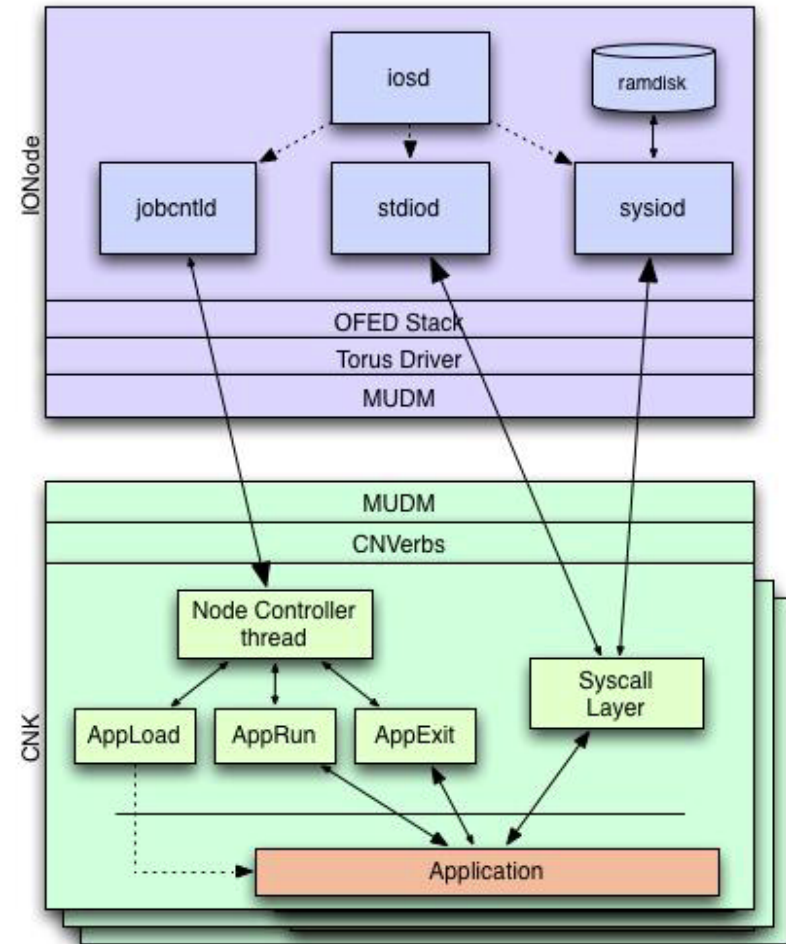 iosd
ramdisk
jobcntld
stdiod
sysiod
IONode
OFED Stack
Torus Driver
MUDM
MUDM
CNVerbs
Node Controller
thread
Syscall
Layer
AppLoad
AppRun
AppExit
CNK
Application